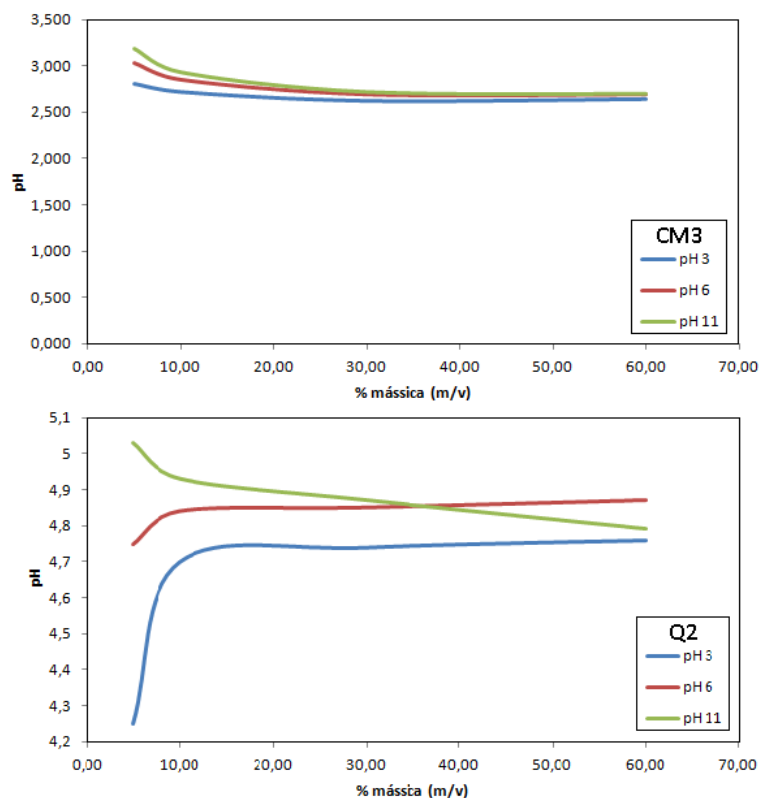 3,500
3,000
2,500
2,000
1,500
1,000
0,500
0,000
pH
CM3
pH 3
pH 6
pH 11
0,00 10,00 20,00 30,00 40,00 50,00 60,00 70,00
% mássica (m/v)
5,1
5
4,9
4,8
4,7
4,6
4,5
4,4
4,3
4,2
pH
Q2
pH 3
pH 6
pH 11
0,00 10,00 20,00 30,00 40,00 50,00 60,00 70,00
% mássica (m/v)